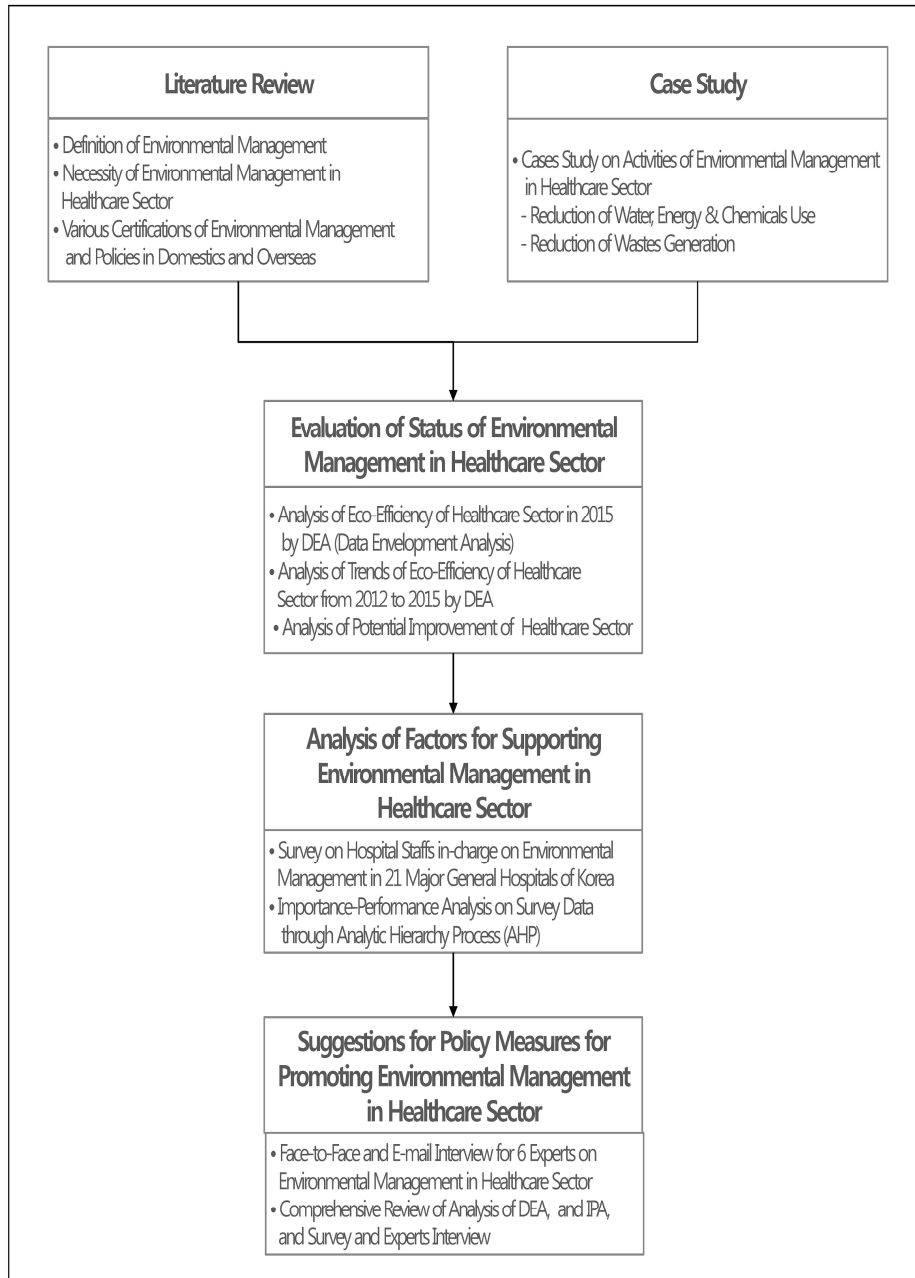 Literature Review
• Definition of Environmental Management
• Necessity of Environmental Management in
Healthcare Sector
• Various Certifications of Environmental Management
and Policies in Domestics and Overseas
Case Study
• Cases Study on Activities of Environmental Management
in Healthcare Sector
- Reduction of Water, Energy & Chemicals Use
- Reduction of Wastes Generation
Evaluation of Status of Environmental
Management in Healthcare Sector
• Analysis of Eco-Efficiency of Healthcare Sector in 2015
by DEA (Data Envelopment Analysis)
• Analysis of Trends of Eco-Efficiency of Healthcare
Sector from 2012 to 2015 by DEA
• Analysis of Potential Improvement of Healthcare Sector
Analysis of Factors for Supporting
Environmental Management in
Healthcare Sector
• Survey on Hospital Staffs in-charge on Environmental
Management in 21 Major General Hospitals of Korea
• Importance-Performance Analysis on Survey Data
through Analytic Hierarchy Process (AHP)
Suggestions for Policy Measures for
Promoting Environmental Management
in Healthcare Sector
• Face-to-Face and E-mail Interview for 6 Experts on
Environmental Management in Healthcare Sector
• Comprehensive Review of Analysis of DEA, and IPA,
and Survey and Experts Interview